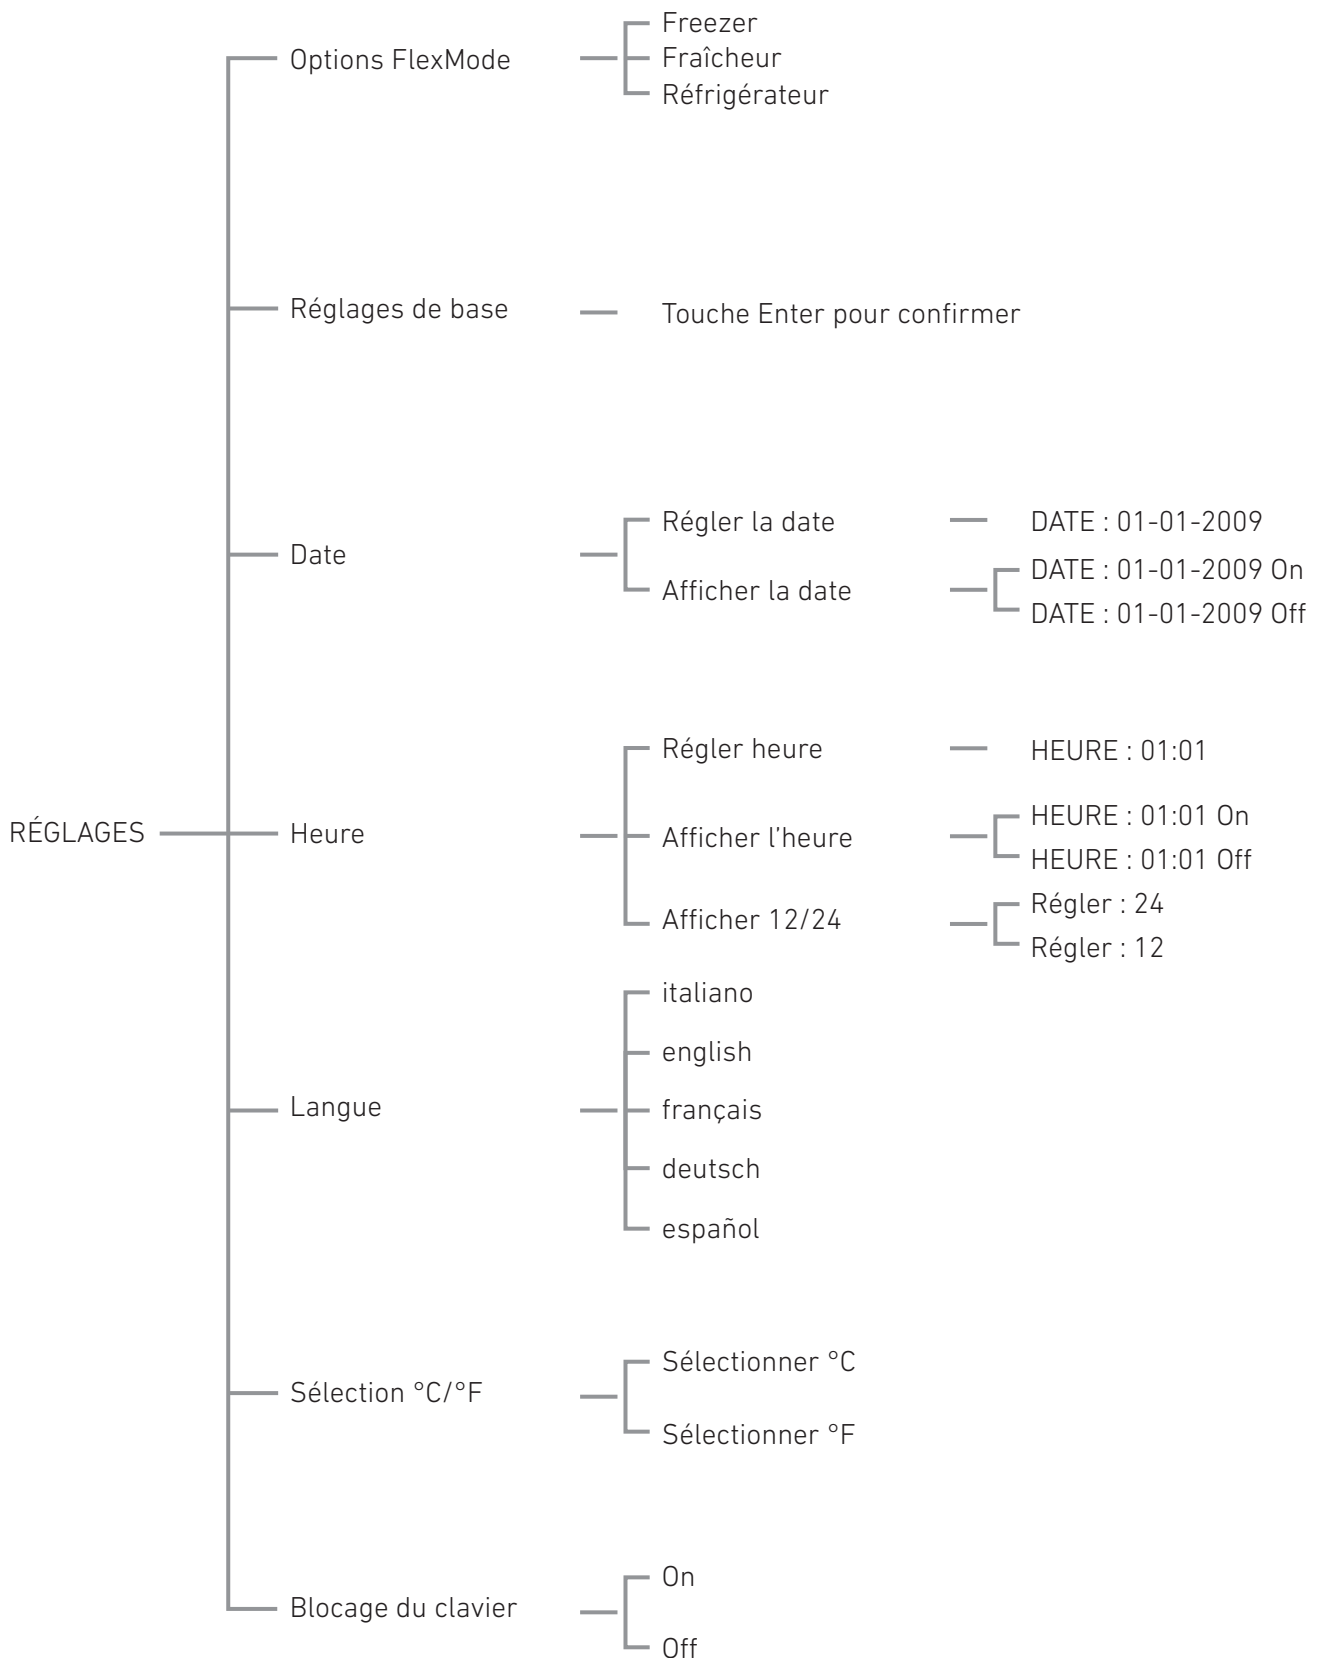 Options FlexMode
Freezer
Fraîcheur
Réfrigérateur
Réglages de base
Touche Enter pour confirmer
Date
Régler la date
DATE : 01-01-2009
Afficher la date
DATE : 01-01-2009 On
DATE : 01-01-2009 Off
RÉGLAGES
Heure
Régler heure
HEURE : 01:01
Afficher l’heure
HEURE : 01:01 On
HEURE : 01:01 Off
Afficher 12/24
Régler : 24
Régler : 12
Langue
italiano
english
français
deutsch
español
Sélection °C/°F
Sélectionner °C
Sélectionner °F
Blocage du clavier
On
Off